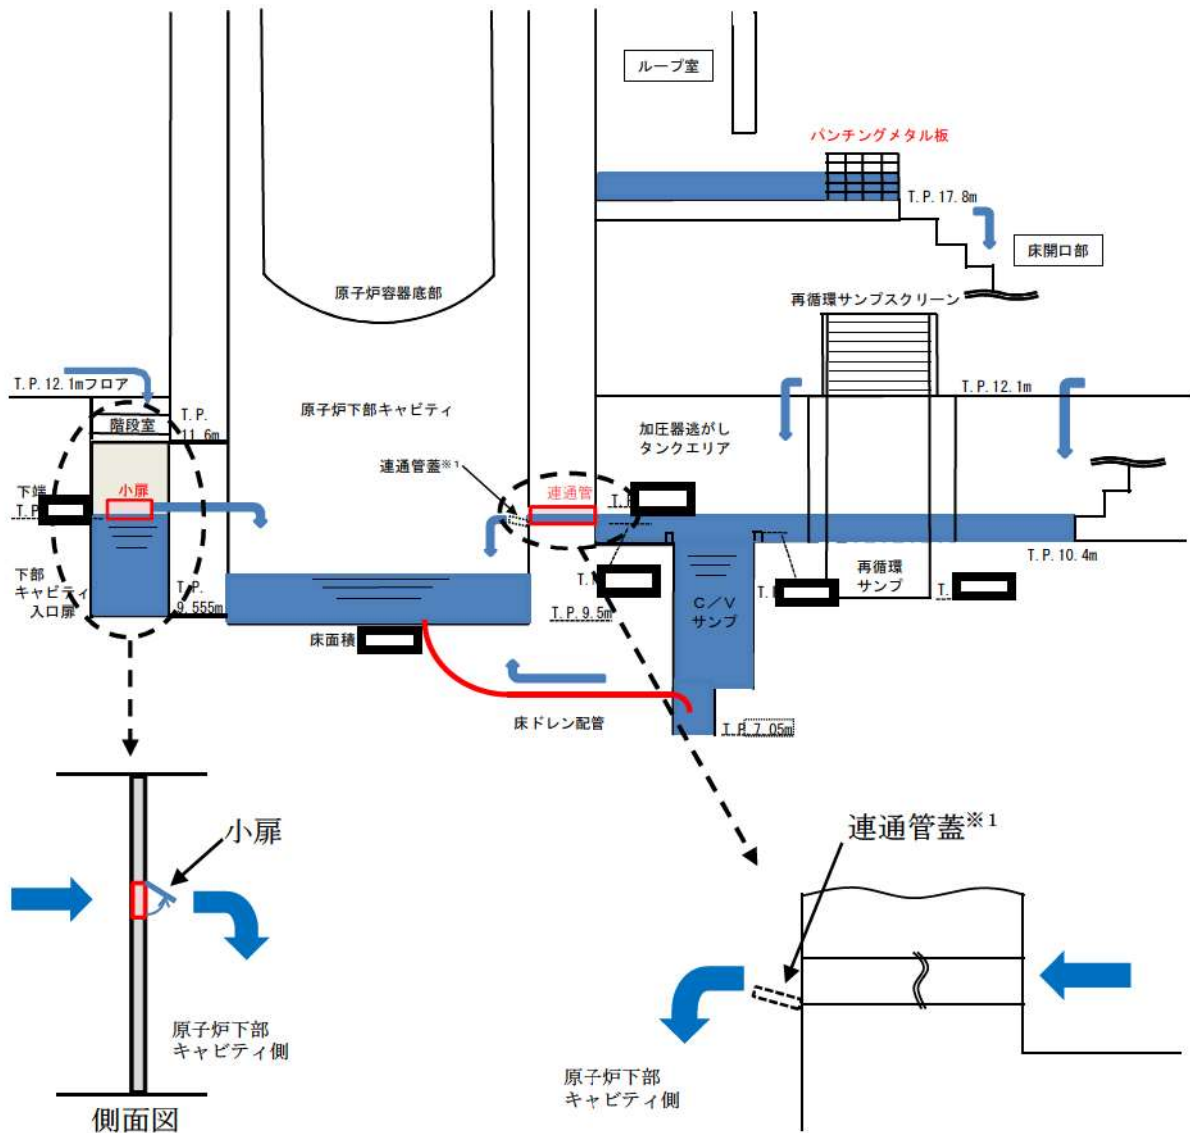 ループ室
パンチングメタル板
T.P.17.8m
床開口部
原子炉容器底部
再循環サンプスクリーン
T.P.12.1mフロア
T.P.12.1m
階段室
T.P.
11.6m
原子炉下部キャビティ
加圧器逃がし
タンクエリア
連通管蓋※1
連通管
下端
T.P
小扉
T.P
T.P.10.4m
下部
キャビティ
入口扉
T.P.
9.555m
T.
T.P.9.5m
C/V
サンプ
T.
再循環
サンプ
T.
床面積
床ドレン配管
T.P.7.05m
小扉
原子炉下部
キャビティ側
側面図
連通管蓋※1
原子炉下部
キャビティ側